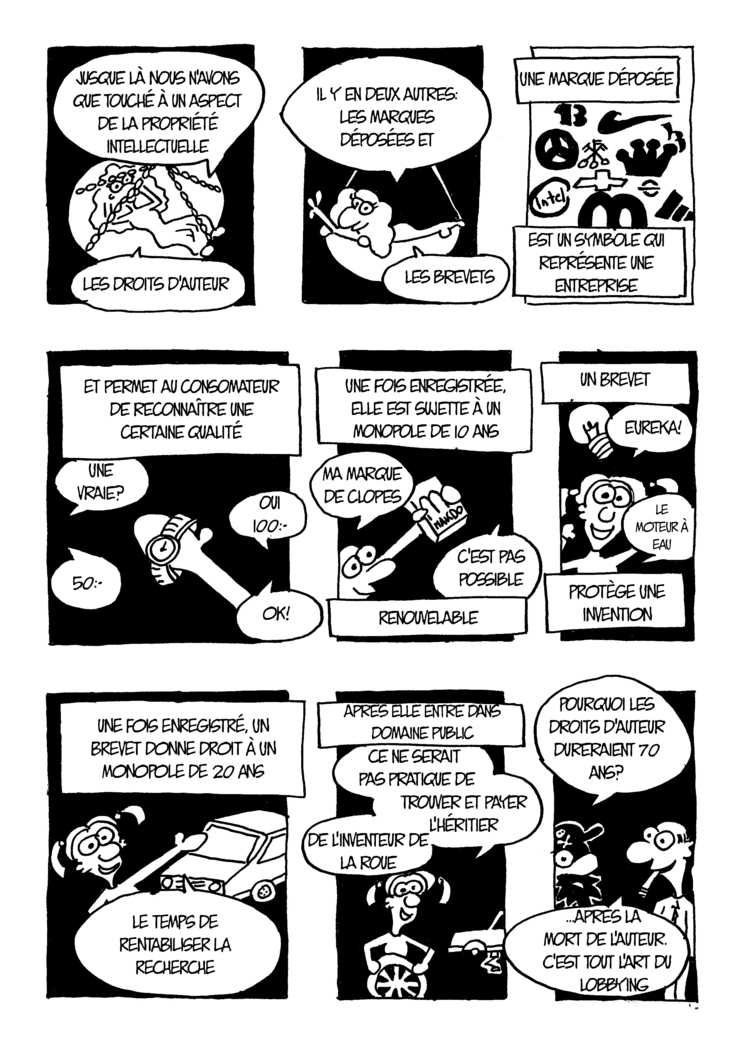 JUSQUE LÀ NOUS N'AVONS
QUE TOUCHÉ À UN ASPECT
DE LA PROPRIÉTÉ
INTELLECTUELLE
LES DROITS D'AUTEUR
IL Y EN DEUX AUTRES:
LES MARQUES
DÉPOSÉES ET
LES BREVETS
UNE MARQUE DÉPOSÉE
13
Intel
EST UN SYMBOLE QUI
REPRÉSENTE UNE
ENTREPRISE
ET PERMET AU CONSOMATEUR
DE RECONNAÎTRE UNE
CERTAINE QUALITÉ
UNE
VRAIE?
OUI
100:-
50:-
OK!
UNE FOIS ENREGISTRÉE,
ELLE EST SUJETTE À UN
MONOPOLE DE 10 ANS
MA MARQUE
DE CLOPES
MAKDO
C'EST PAS
POSSIBLE
RENOUVELABLE
UN BREVET
EUREKA!
LE
MOTEUR À
EAU
PROTÈGE UNE
INVENTION
UNE FOIS ENREGISTRÉ, UN
BREVET DONNE DROIT À UN
MONOPOLE DE 20 ANS
LE TEMPS DE
RENTABILISER LA
RECHERCHE
APRES ELLE ENTRE DANS
DOMAINE PUBLIC
CE NE SERAIT
PAS PRATIQUE DE
TROUVER ET PAYER
L'HÉRITIER
DE L'INVENTEUR DE
LA ROUE
POURQUOI LES
DROITS D'AUTEUR
DURERAIENT 70
ANS?
...APRES LA
MORT DE L'AUTEUR.
C'EST TOUT L'ART DU
LOBBYING